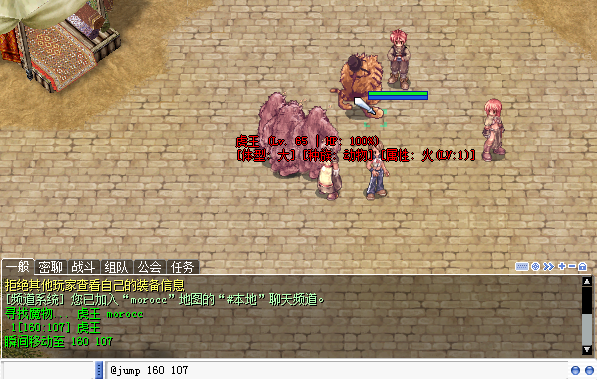 虎王 (Lv. 65 | HP: 100%)
[体型: 大] [种族: 动物] [属性: 火(LV:1)]
一般 密聊 战斗 组队 公会 任务
拒绝其他玩家查看自己的装备信息
[频道系统] 您已加入“morocc”地图的“#本地”聊天频道。
寻找魔物... 虎王 morocc
1[160:107] 虎王
瞬间移动至 160 107
@jump 160 107